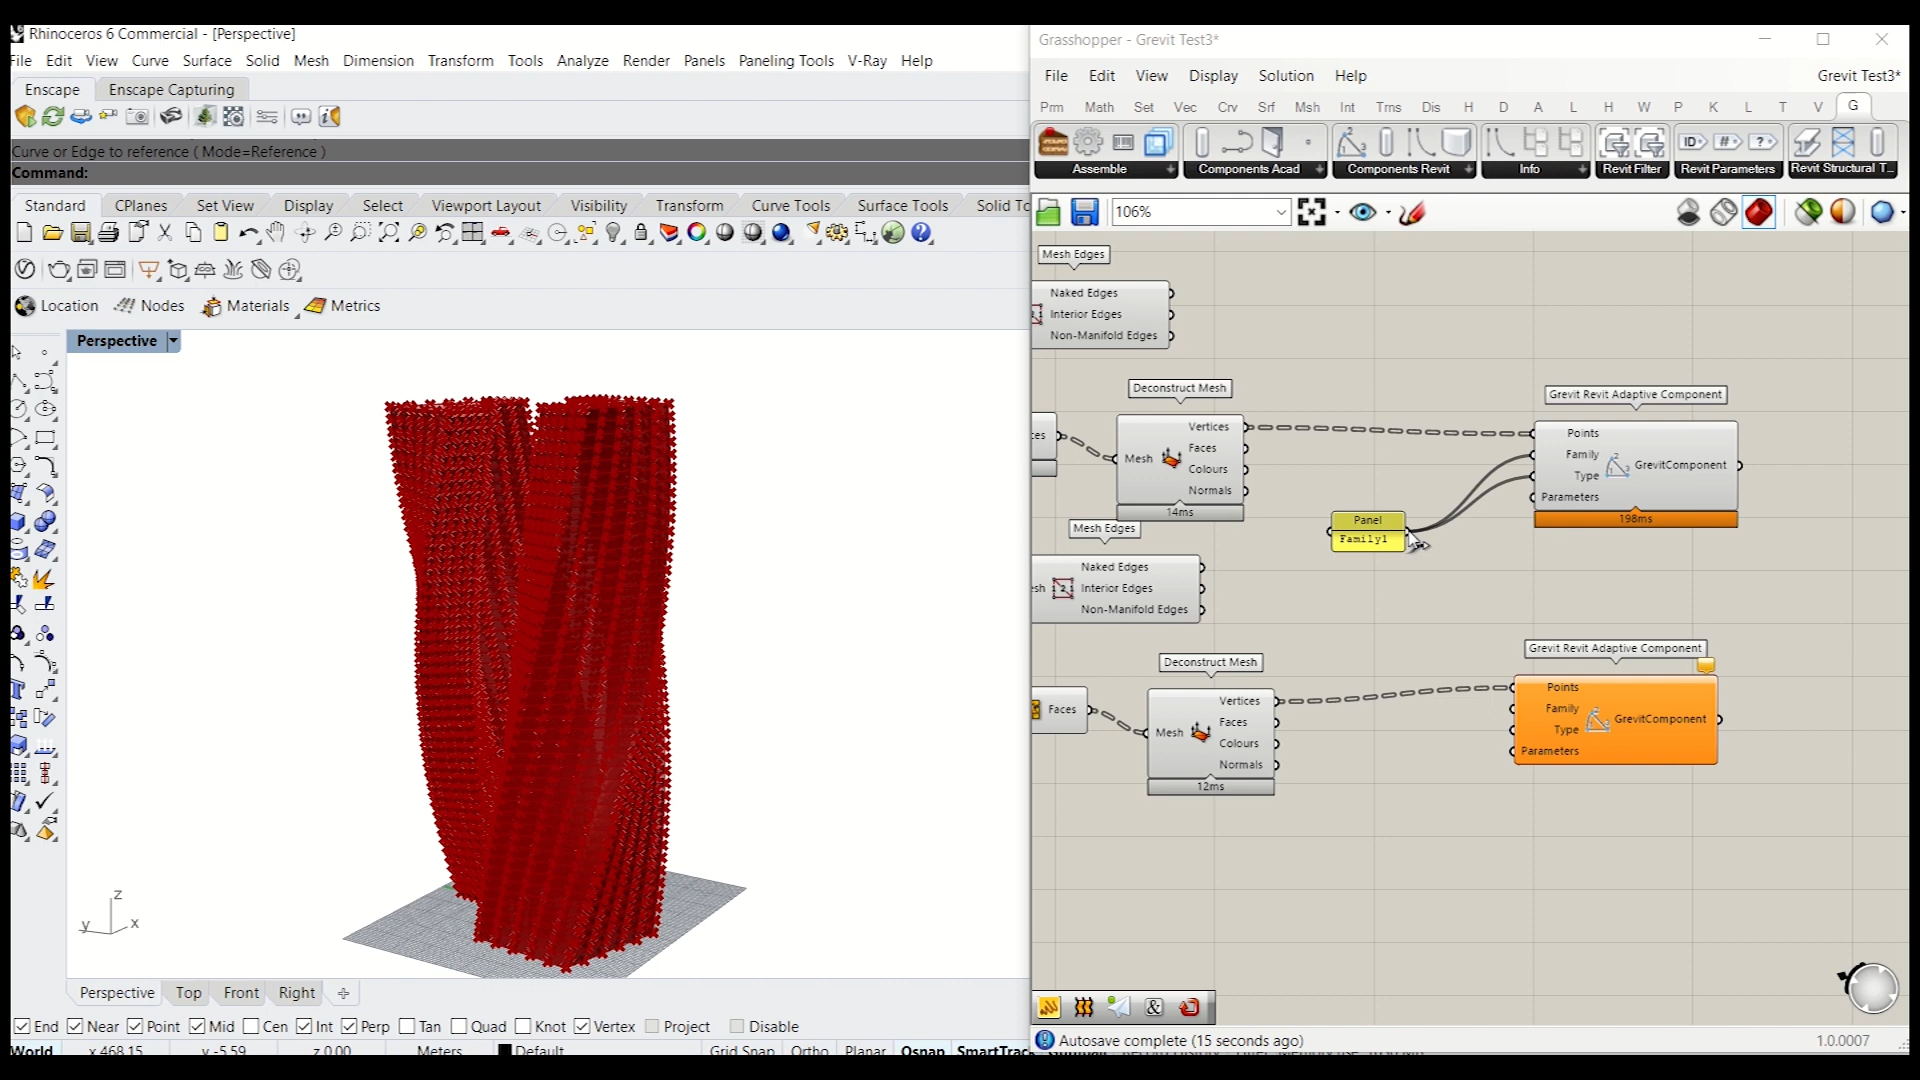 Rhinoceros 6 Commercial - [Perspective]
File Edit View Curve Surface Solid Mesh Dimension Transform Tools Analyze Render Panels Paneling Tools V-Ray Help
Enscape Enscape Capturing
Curve or Edge to reference ( Mode=Reference )
Command:
Standard CPlanes Set View Display Select Viewport Layout Visibility Transform Curve Tools Surface Tools Solid To
Location Nodes Materials Metrics
Perspective
z
y x
Perspective Top Front Right
End Near Point Mid Cen Int Perp Tan Quad Knot Vertex Project Disable
World x 468.15 y -5.59 z 0.00 Meters Default Grid Snap Ortho Planar Osnap SmartTrack
Grasshopper - Grevit Test3*
File Edit View Display Solution Help Grevit Test3*
Prm Math Set Vec Crv Srf Msh Int Trns Dis H D A L H W P K L T V G
ID # ?
Assemble Components Acad Components Revit Info Revit Filter Revit Parameters Revit Structural T...
106%
Mesh Edges
Naked Edges
Interior Edges
Non-Manifold Edges
Deconstruct Mesh
Mesh
Vertices
Faces
Colours
Normals
14ms
Grevit Revit Adaptive Component
Points
Family
Type
Parameters
GrevitComponent
198ms
Panel
Family1
Mesh Edges
Naked Edges
Interior Edges
Non-Manifold Edges
Deconstruct Mesh
Faces
Mesh
Vertices
Faces
Colours
Normals
12ms
Grevit Revit Adaptive Component
Points
Family
Type
Parameters
GrevitComponent
Autosave complete (15 seconds ago) 1.0.0007